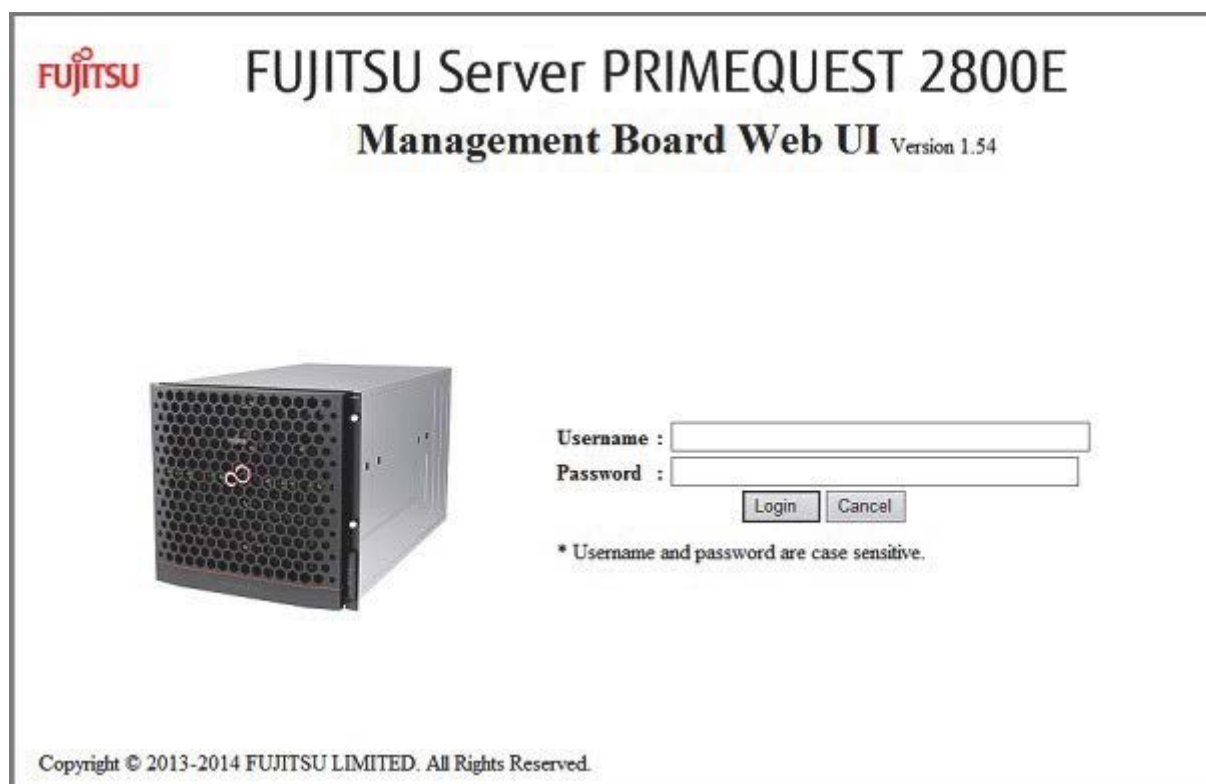 FUJITSU
FUJITSU Server PRIMEQUEST 2800E
Management Board Web UI Version 1.54
Username :
Password :
Login Cancel
* Username and password are case sensitive.
Copyright © 2013-2014 FUJITSU LIMITED. All Rights Reserved.